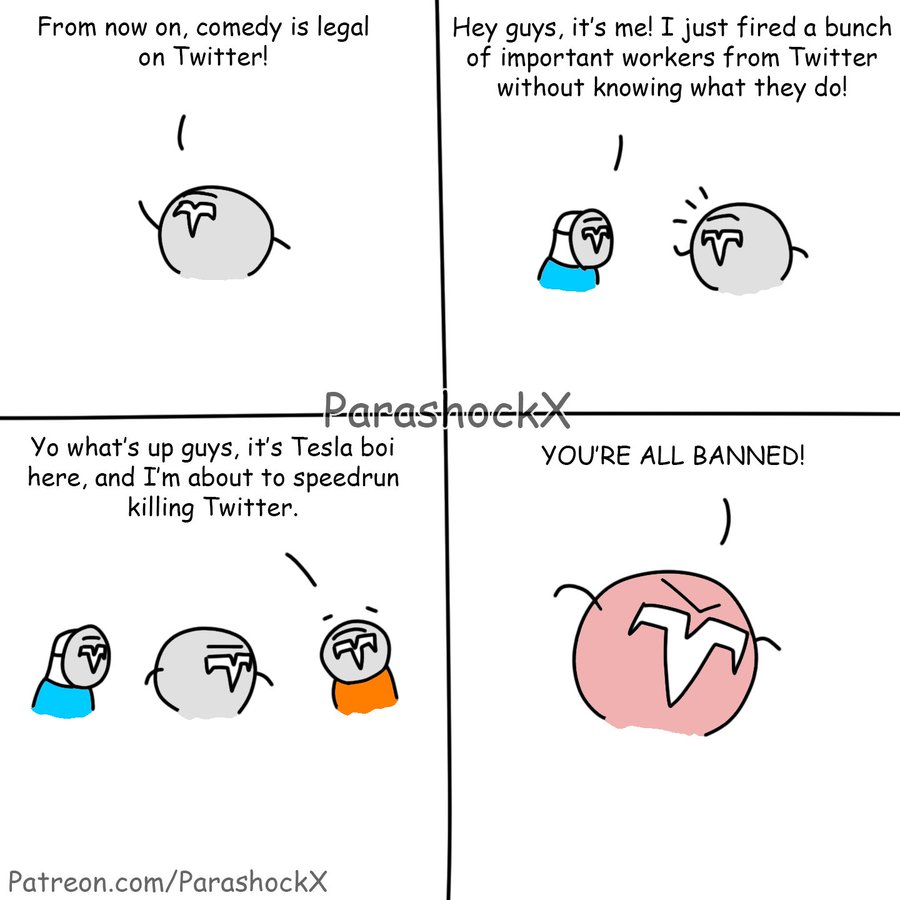 From now on, comedy is legal
on Twitter!
Hey guys, it's me! I just fired a bunch
of important workers from Twitter
without knowing what they do!
ParashockX
Yo what's up guys, it's Tesla boi
here, and I'm about to speedrun
killing Twitter.
YOU'RE ALL BANNED!
Patreon.com/ParashockX